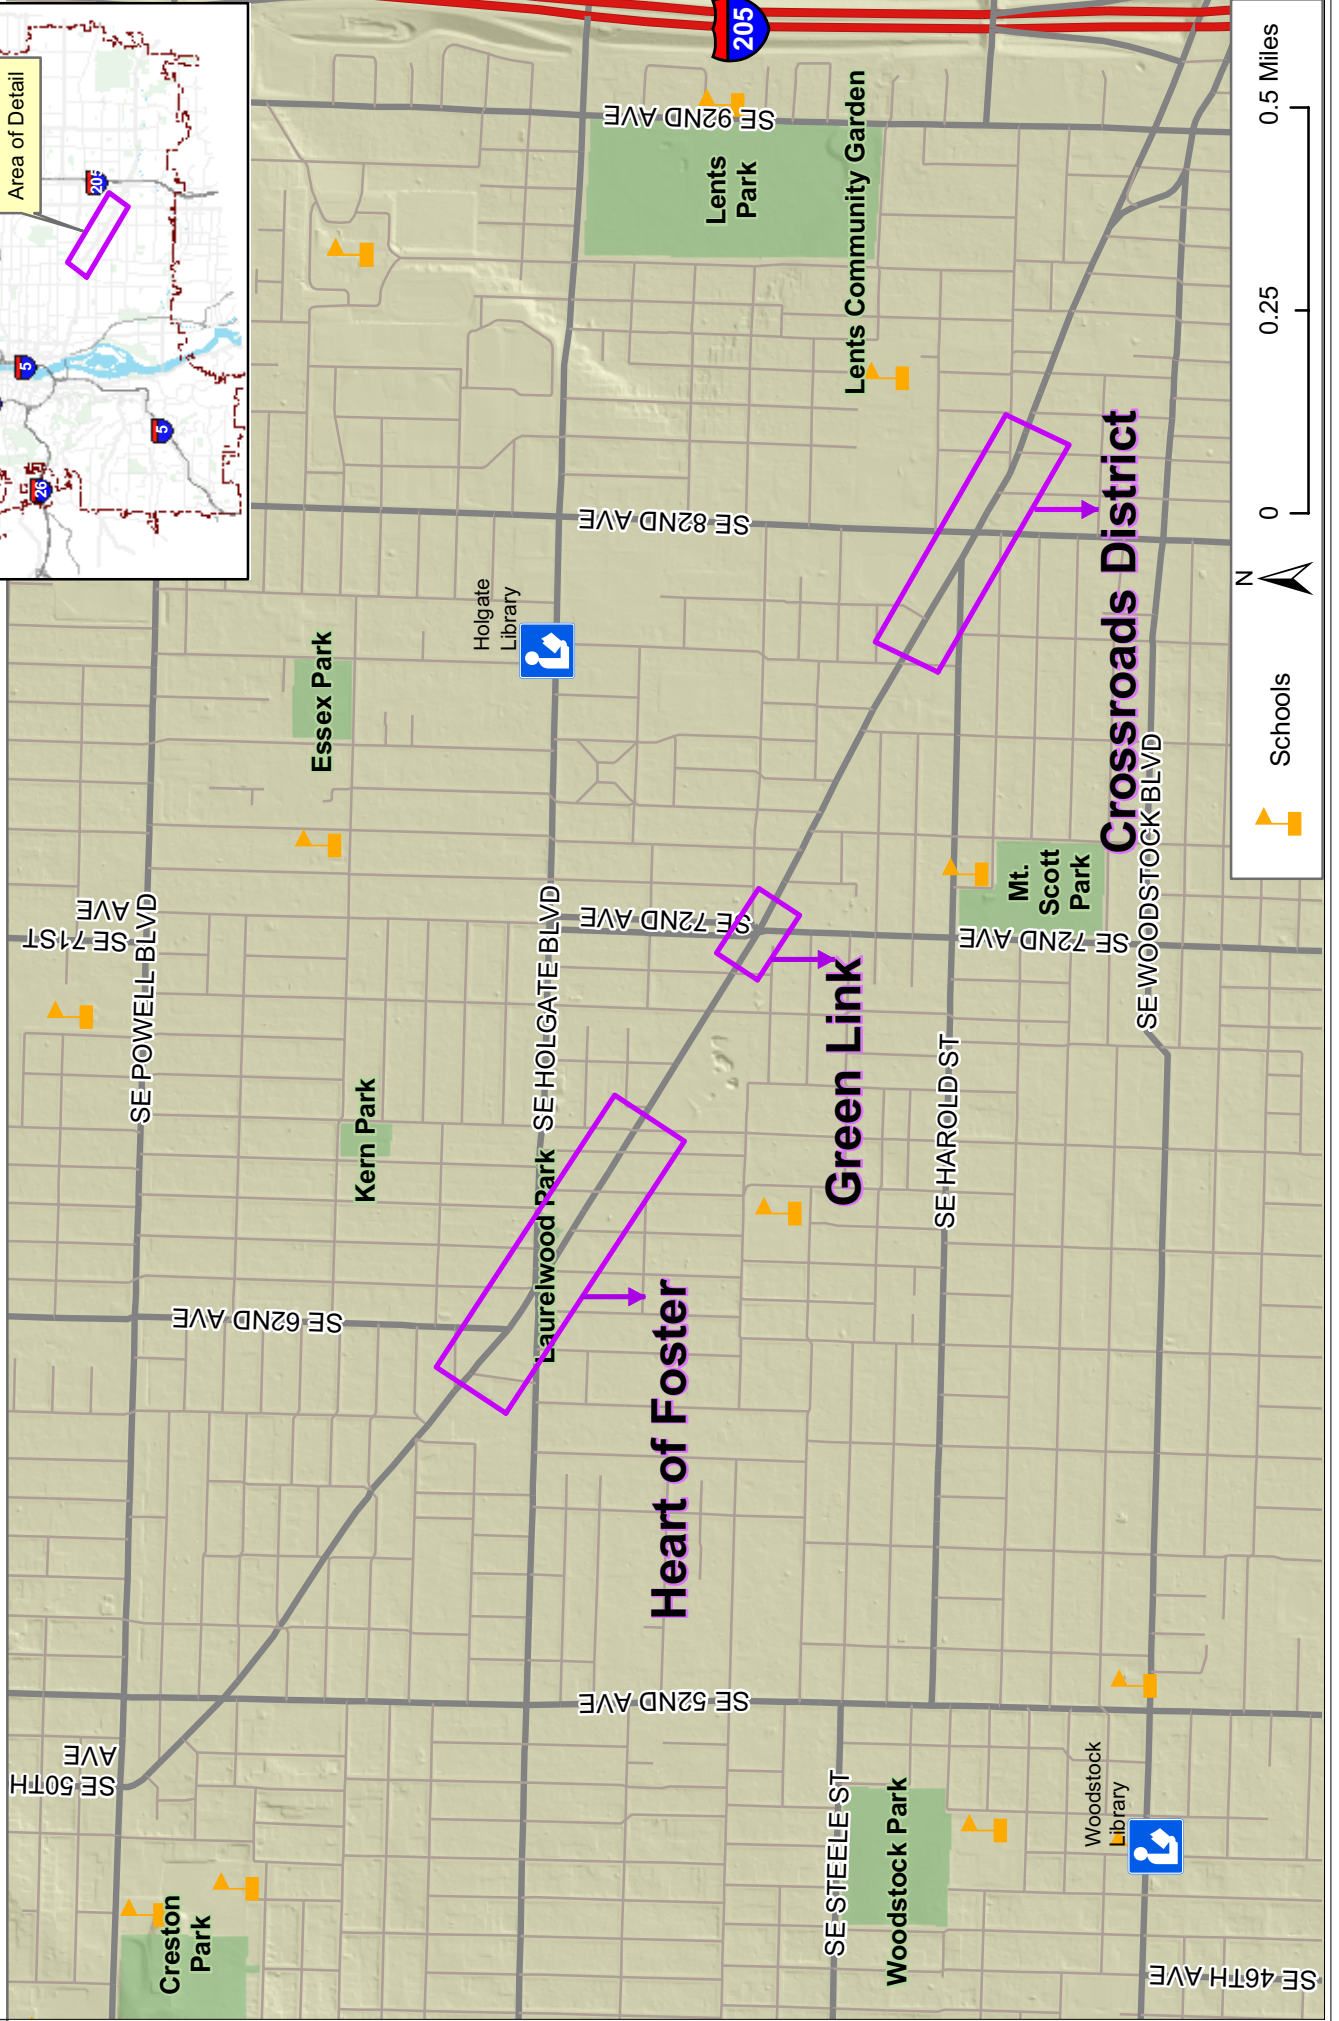 Area of Detail
205
5
5
26
205
SE 92ND AVE
Lents
Park
Lents Community Garden
SE 82ND AVE
Holgate
Library
Essex Park
SE 71ST
AVE
SE POWELL BLVD
SE HOLGATE BLVD
SE 72ND AVE
SE 72ND AVE
Mt.
Scott
Park
Crossroads District
SE WOODSTOCK BLVD
Green Link
SE HAROLD ST
Kern Park
Laurelwood Park
SE 62ND AVE
Heart of Foster
SE 52ND AVE
SE 50TH
AVE
Creston
Park
SE STEELE ST
Woodstock Park
Woodstock
Library
SE 46TH AVE
Schools
N
0
0.25
0.5 Miles